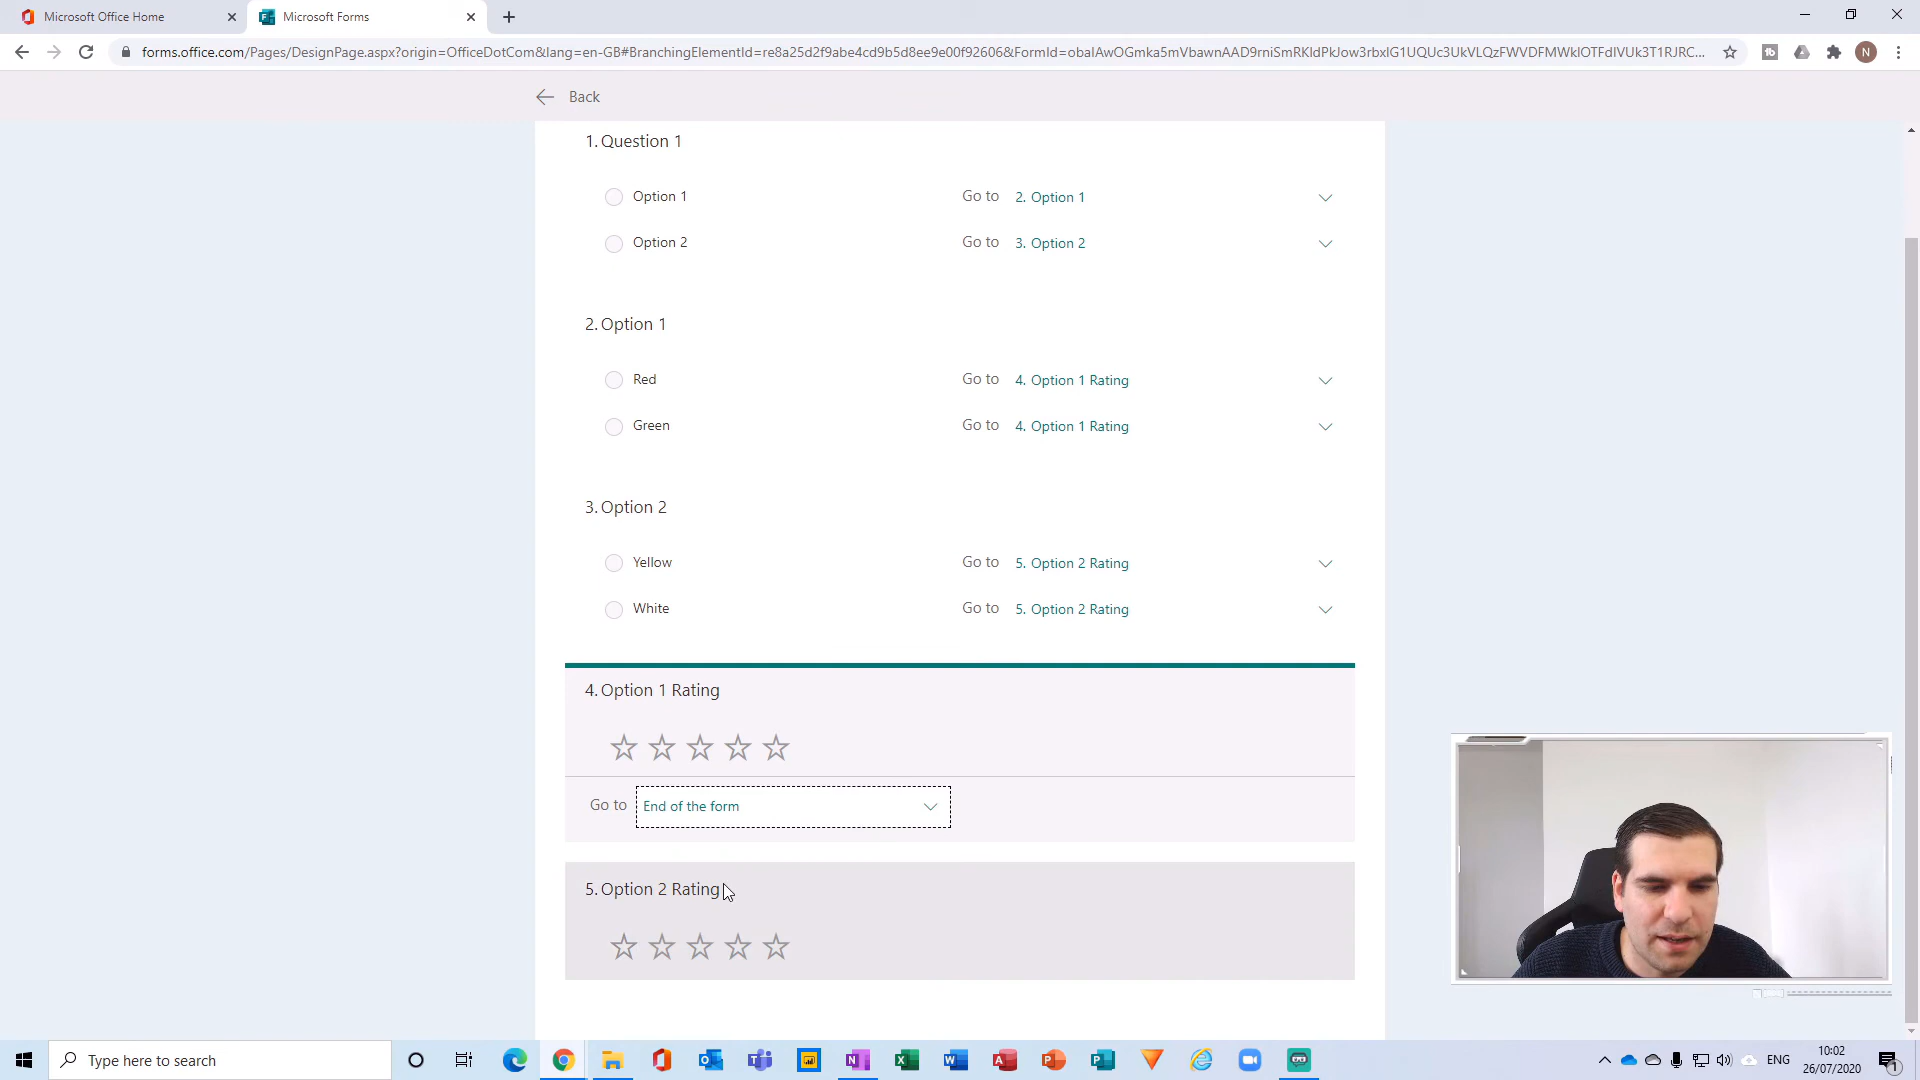 Microsoft Office Home
Microsoft Forms
forms.office.com/Pages/DesignPage.aspx?origin=OfficeDotCom&lang=en-GB#BranchingElementId=re8a25d2f9abe4cd9b5d8ee9e00f92606&FormId=
N
Back
1. Question 1
Option 1 Go to 2. Option 1
Option 2 Go to 3. Option 2
2. Option 1
Red Go to 4. Option 1 Rating
Green Go to 4. Option 1 Rating
3. Option 2
Yellow Go to 5. Option 2 Rating
White Go to 5. Option 2 Rating
4. Option 1 Rating
Go to End of the form
5. Option 2 Rating
Type here to search
ENG
10:02
26/07/2020